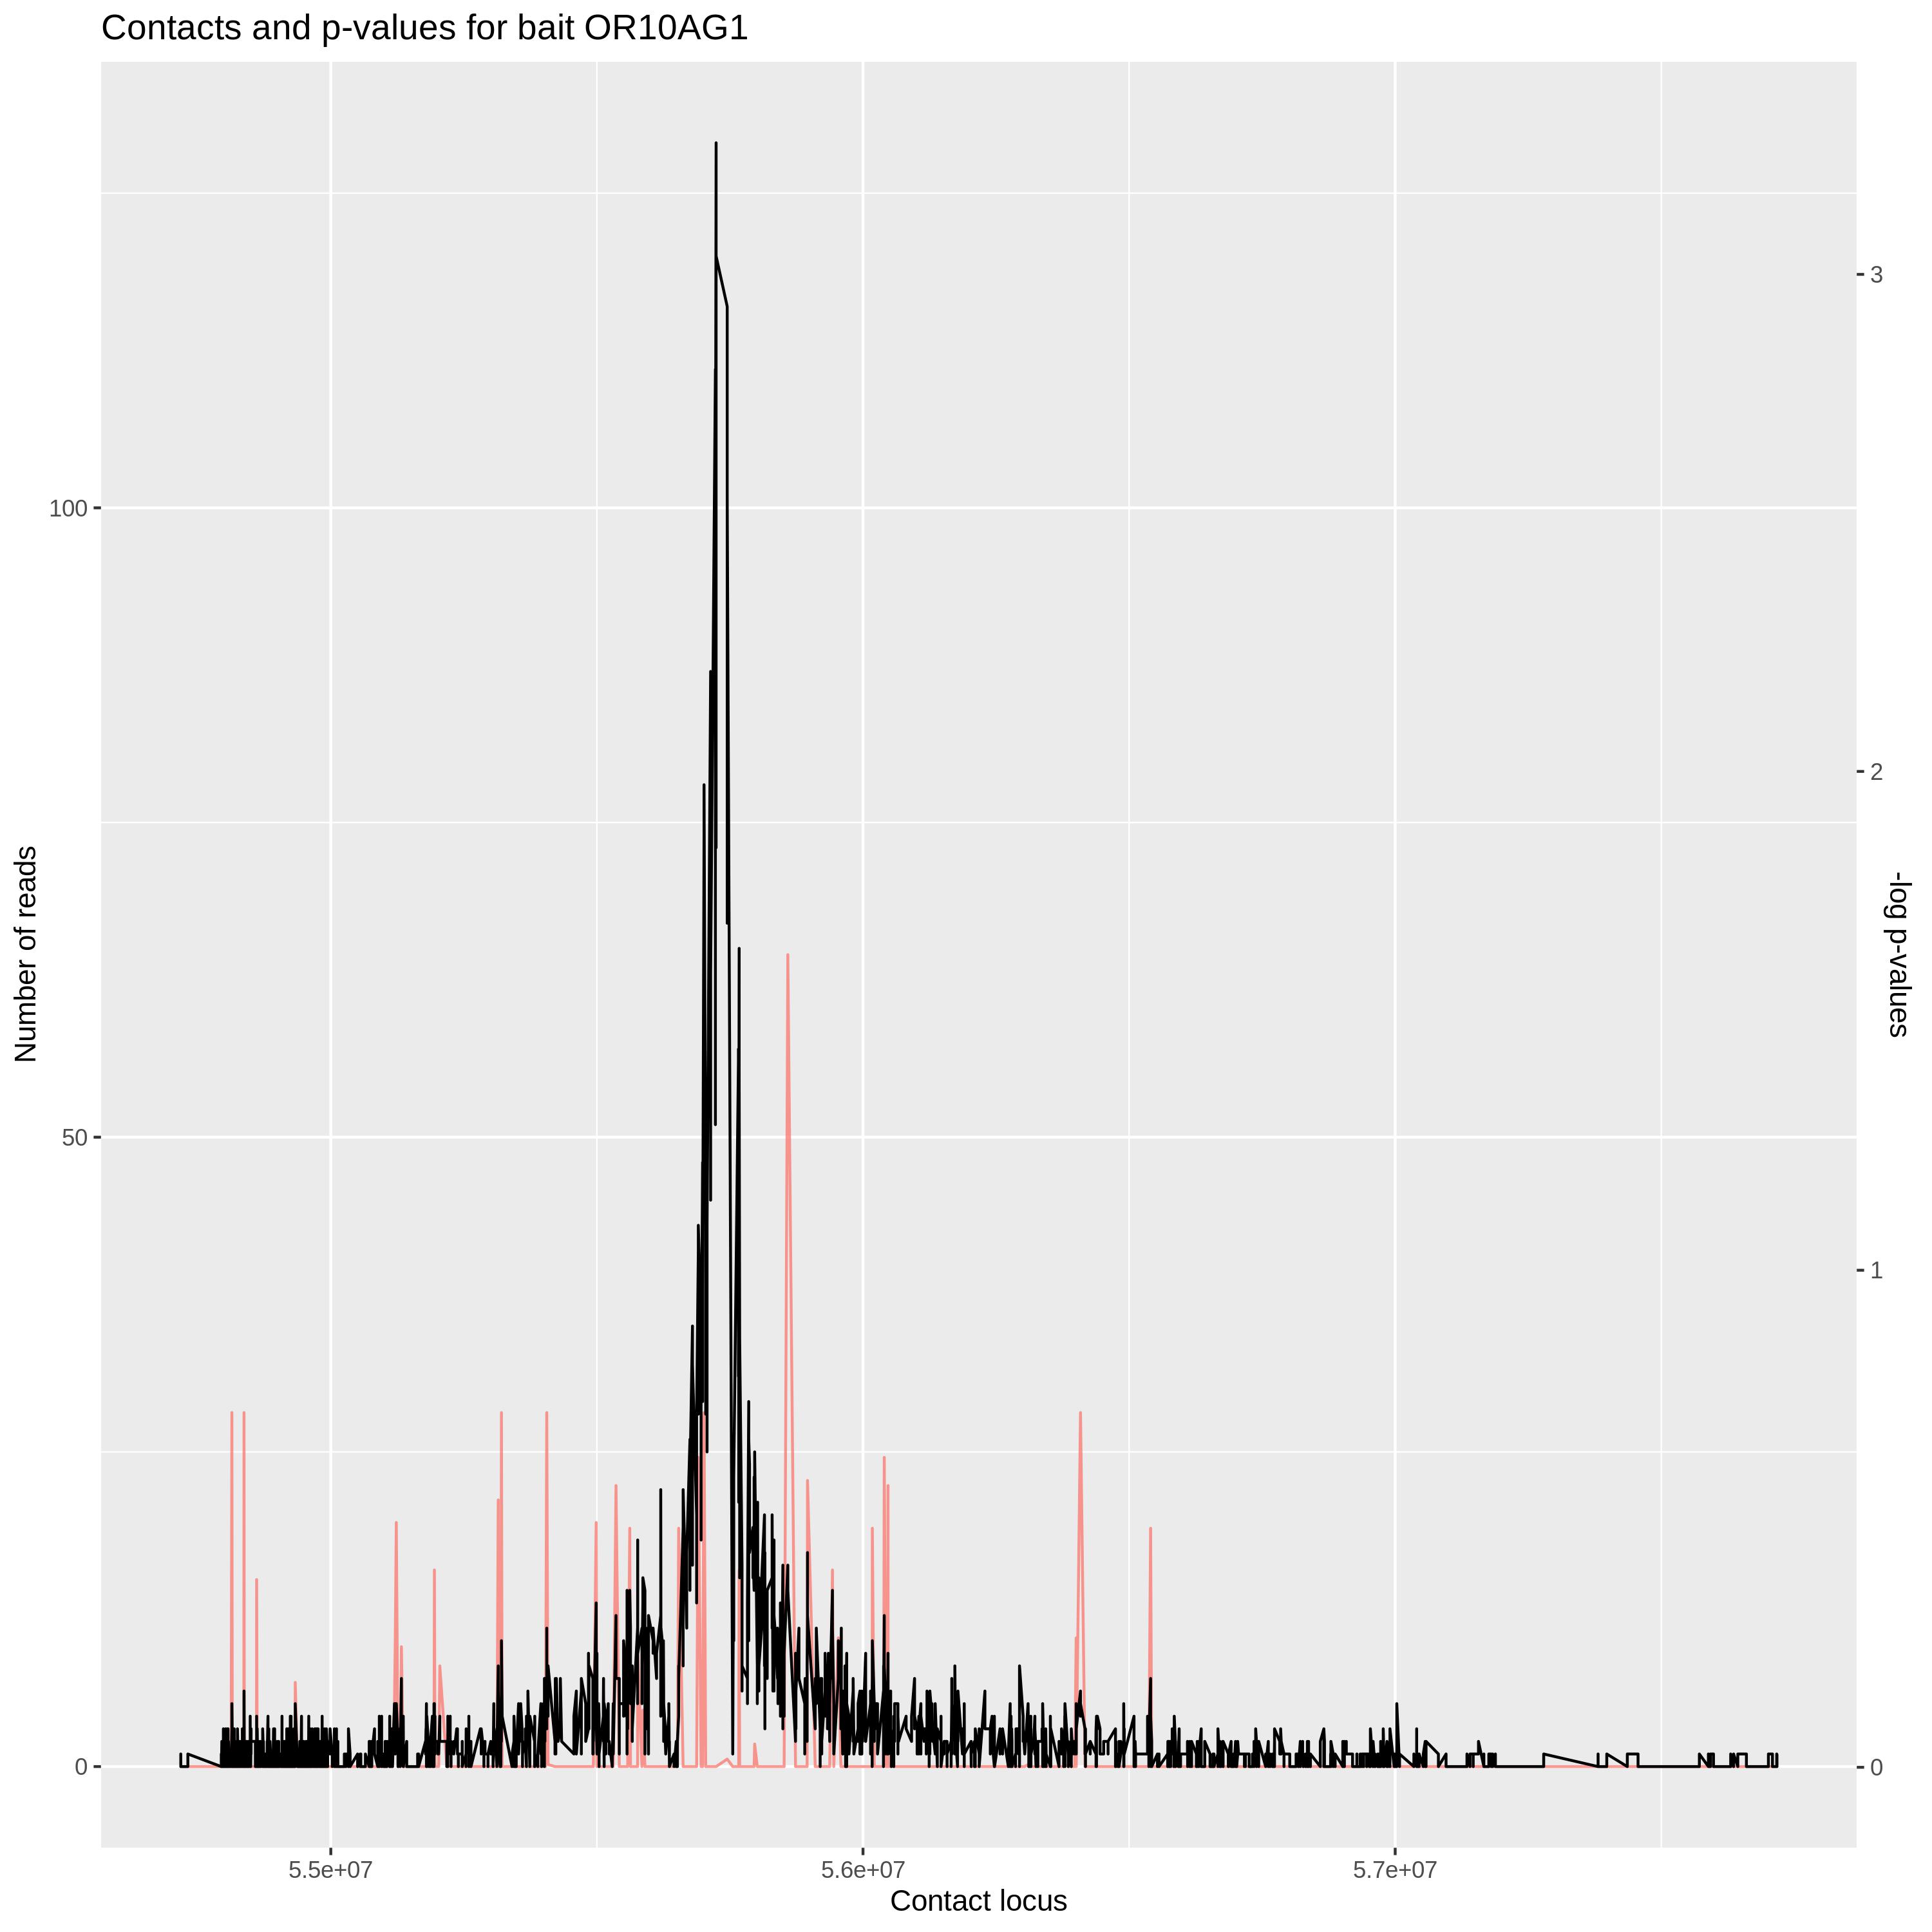 Contacts and p-values for bait OR10AG1
Number of reads
100
50
0
3
2
1
0
-log p-values
5.5e+07
5.6e+07
5.7e+07
Contact locus